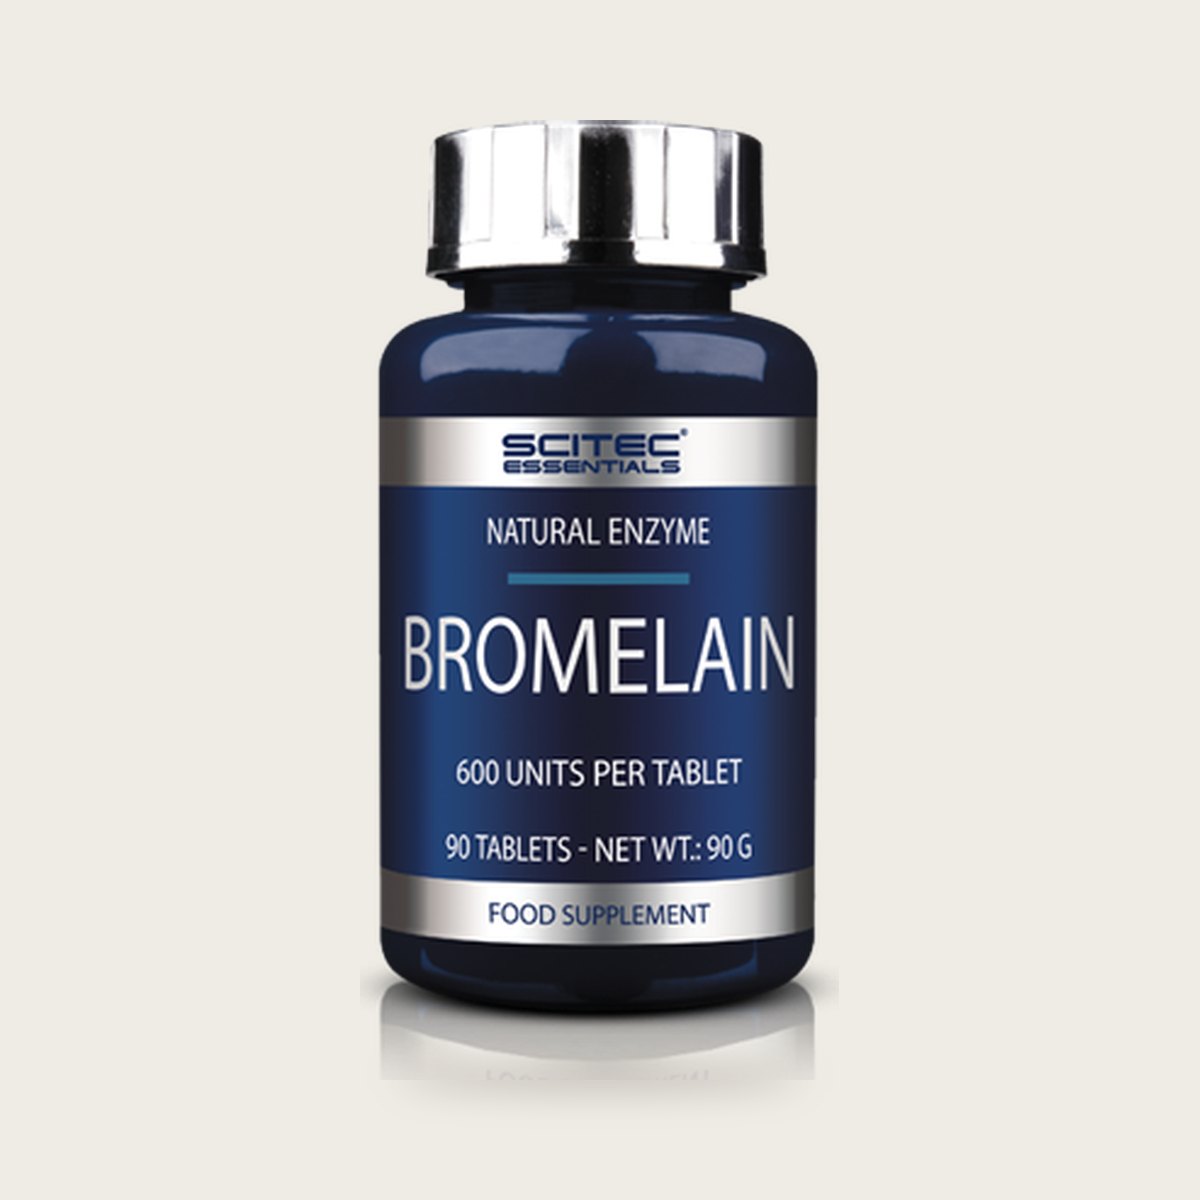 SCITEC®
ESSENTIALS
NATURAL ENZYME
BROMELAIN
600 UNITS PER TABLET
90 TABLETS - NET WT.: 90 G
FOOD SUPPLEMENT